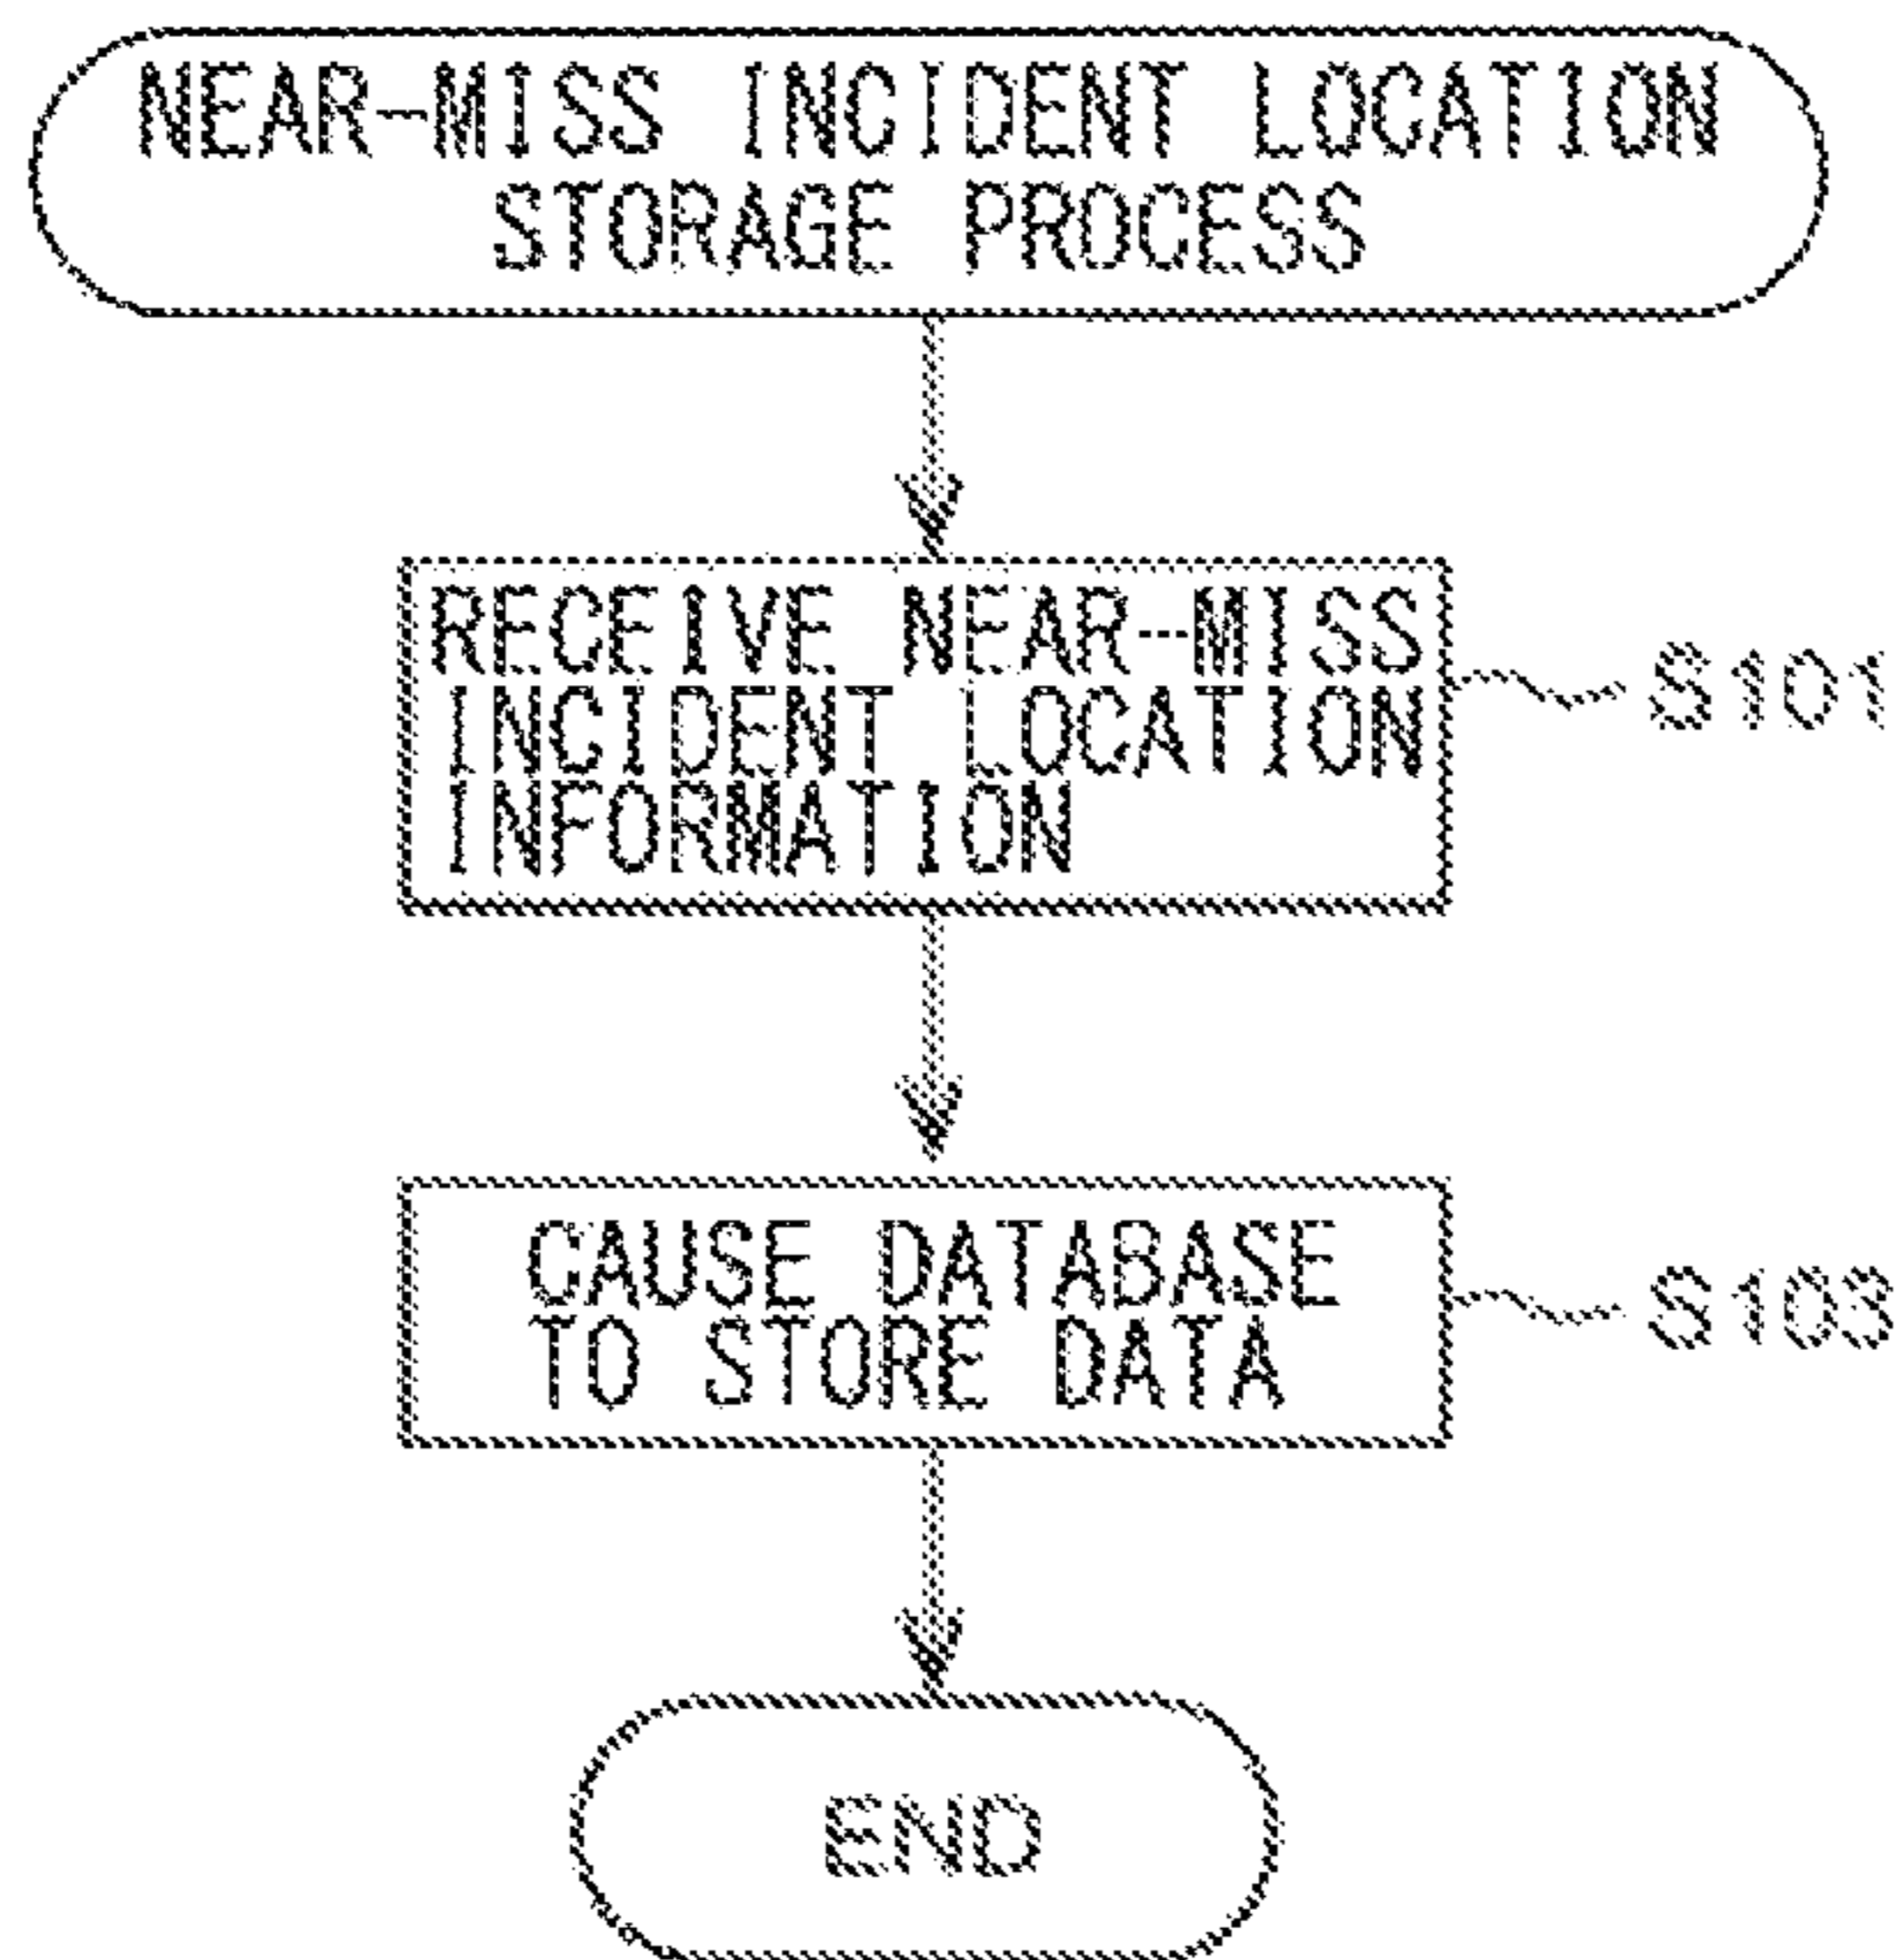 NEAR-MISS INCIDENT LOCATION
STORAGE PROCESS
RECEIVE NEAR-MISS
INCIDENT LOCATION
INFORMATION
S101
CAUSE DATABASE
TO STORE DATA
S103
END